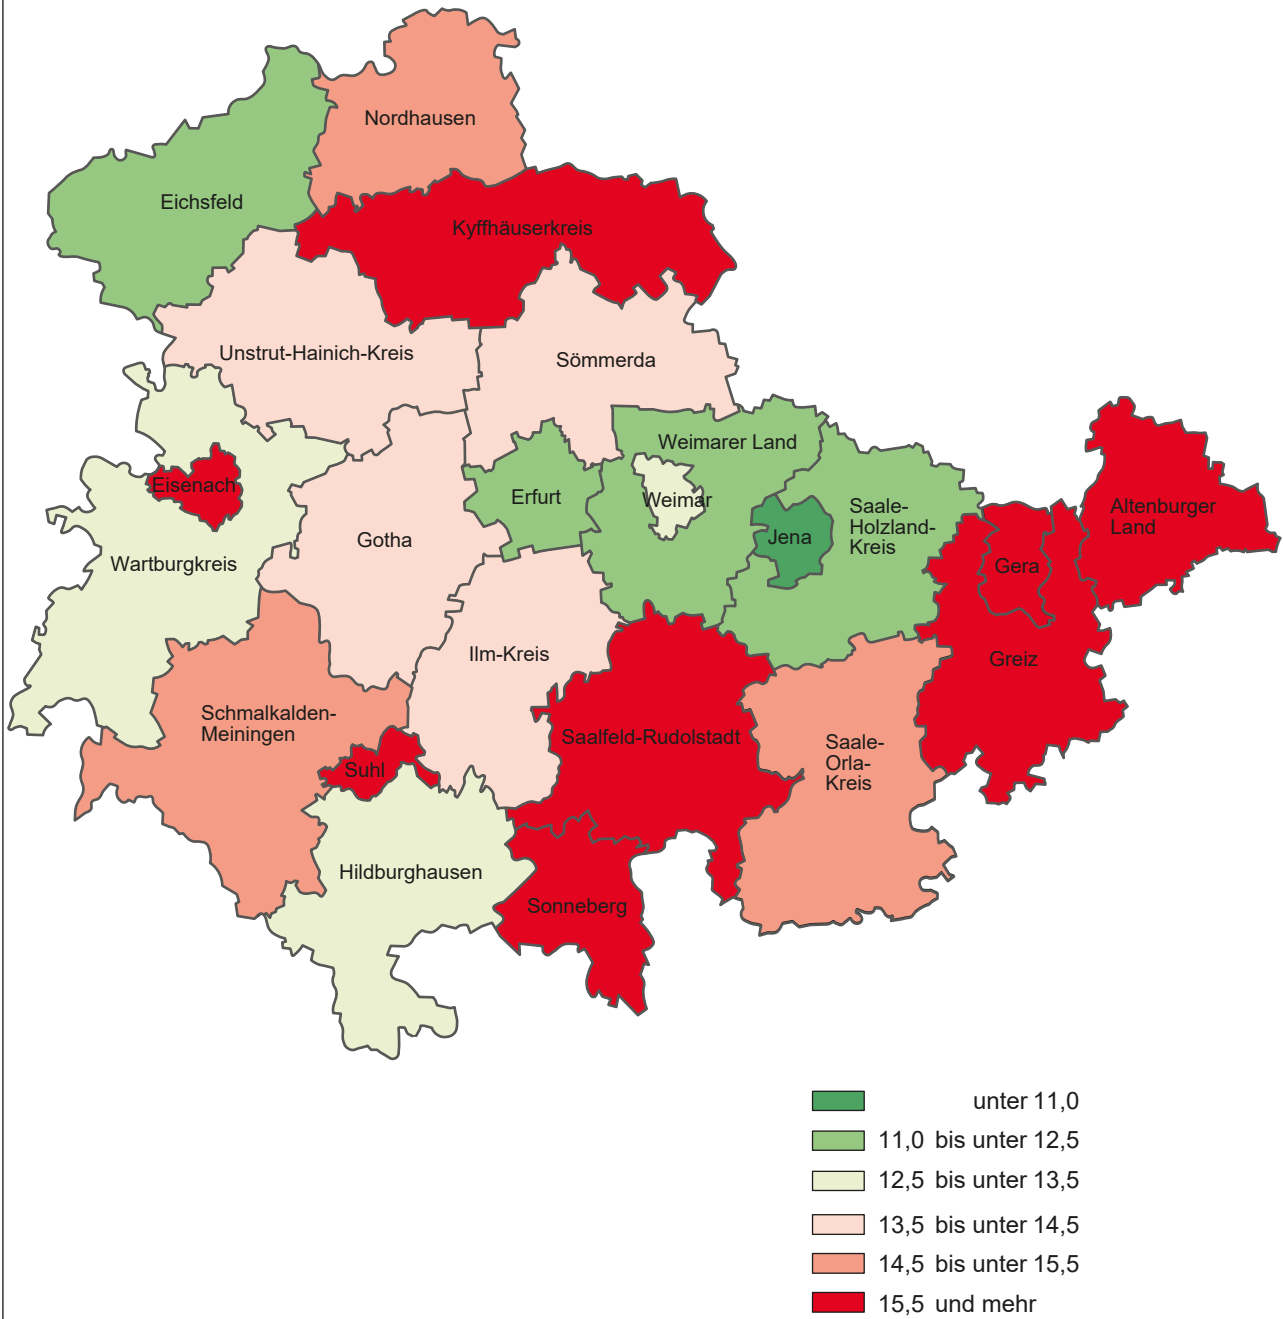 Nordhausen
Eichsfeld
Kyffhäuserkreis
Unstrut-Hainich-Kreis
Sömmerda
Weimarer Land
Eisenach
Erfurt
Weimar
Saale-
Holzland-
Kreis
Altenburger
Land
Gotha
Jena
Wartburgkreis
Gera
Ilm-Kreis
Greiz
Schmalkalden-
Meiningen
Saalfeld-Rudolstadt
Saale-
Orla-
Kreis
Suhl
Hildburghausen
Sonneberg
unter 11,0
11,0 bis unter 12,5
12,5 bis unter 13,5
13,5 bis unter 14,5
14,5 bis unter 15,5
15,5 und mehr